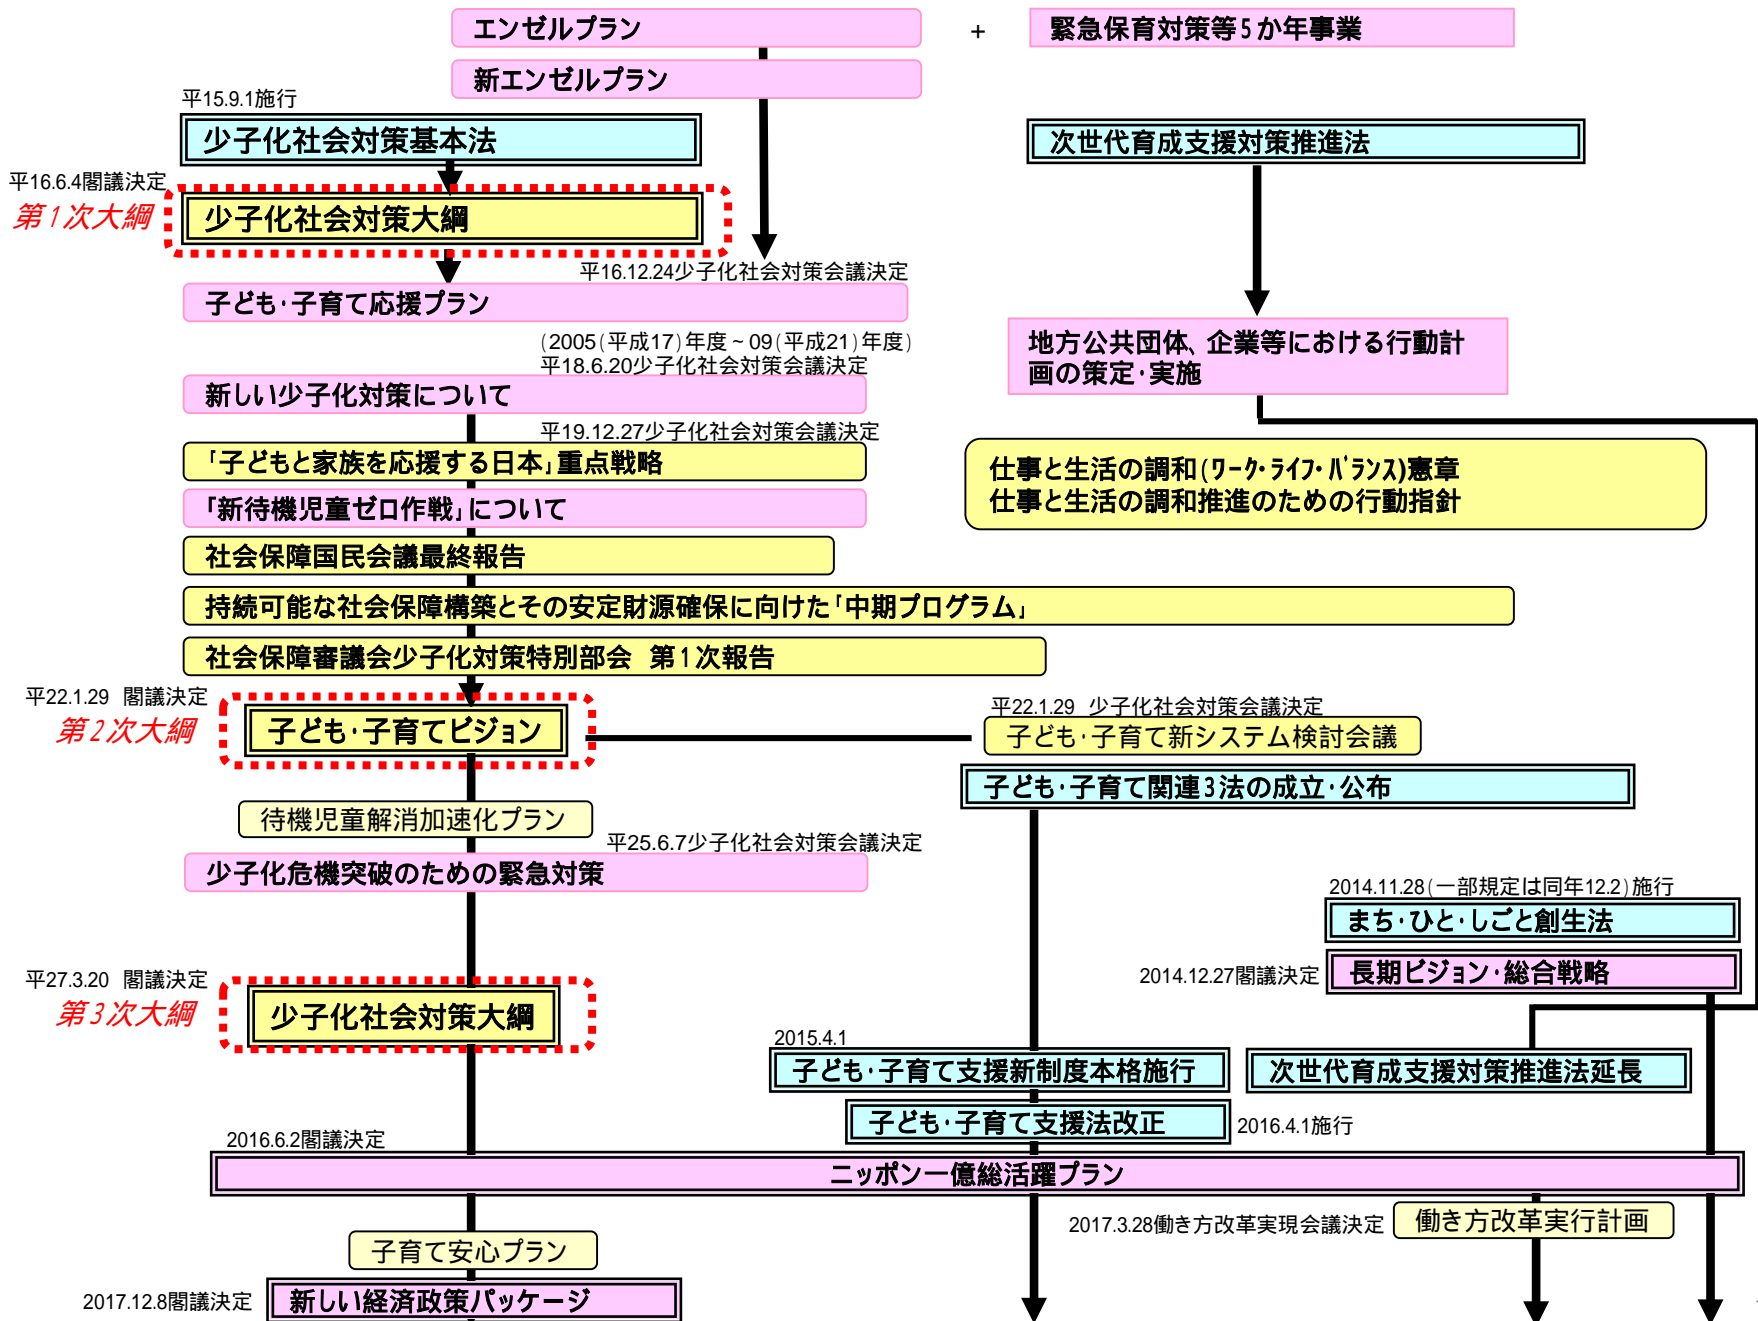 エンゼルプラン
+
緊急保育対策等5か年事業
新エンゼルプラン
平15.9.1施行
少子化社会対策基本法
次世代育成支援対策推進法
平16.6.4閣議決定
第1次大綱
少子化社会対策大綱
平16.12.24少子化社会対策会議決定
子ども・子育て応援プラン
(2005(平成17)年度~09(平成21)年度)
地方公共団体、企業等における行動計
画の策定・実施
平18.6.20少子化社会対策会議決定
新しい少子化対策について
平19.12.27少子化社会対策会議決定
「子どもと家族を応援する日本」重点戦略
仕事と生活の調和(ワーク・ライフ・バランス)憲章
仕事と生活の調和推進のための行動指針
「新待機児童ゼロ作戦」について
社会保障国民会議最終報告
持続可能な社会保障構築とその安定財源確保に向けた「中期プログラム」
社会保障審議会少子化対策特別部会 第1次報告
平22.1.29 閣議決定
第2次大綱
子ども・子育てビジョン
平22.1.29 少子化社会対策会議決定
子ども・子育て新システム検討会議
子ども・子育て関連3法の成立・公布
待機児童解消加速化プラン
平25.6.7少子化社会対策会議決定
少子化危機突破のための緊急対策
2014.11.28(一部規定は同年12.2)施行
まち・ひと・しごと創生法
2014.12.27閣議決定
長期ビジョン・総合戦略
平27.3.20 閣議決定
第3次大綱
少子化社会対策大綱
2015.4.1
子ども・子育て支援新制度本格施行
次世代育成支援対策推進法延長
子ども・子育て支援法改正
2016.4.1施行
2016.6.2閣議決定
ニッポン一億総活躍プラン
2017.3.28働き方改革実現会議決定
働き方改革実行計画
子育て安心プラン
2017.12.8閣議決定
新しい経済政策パッケージ